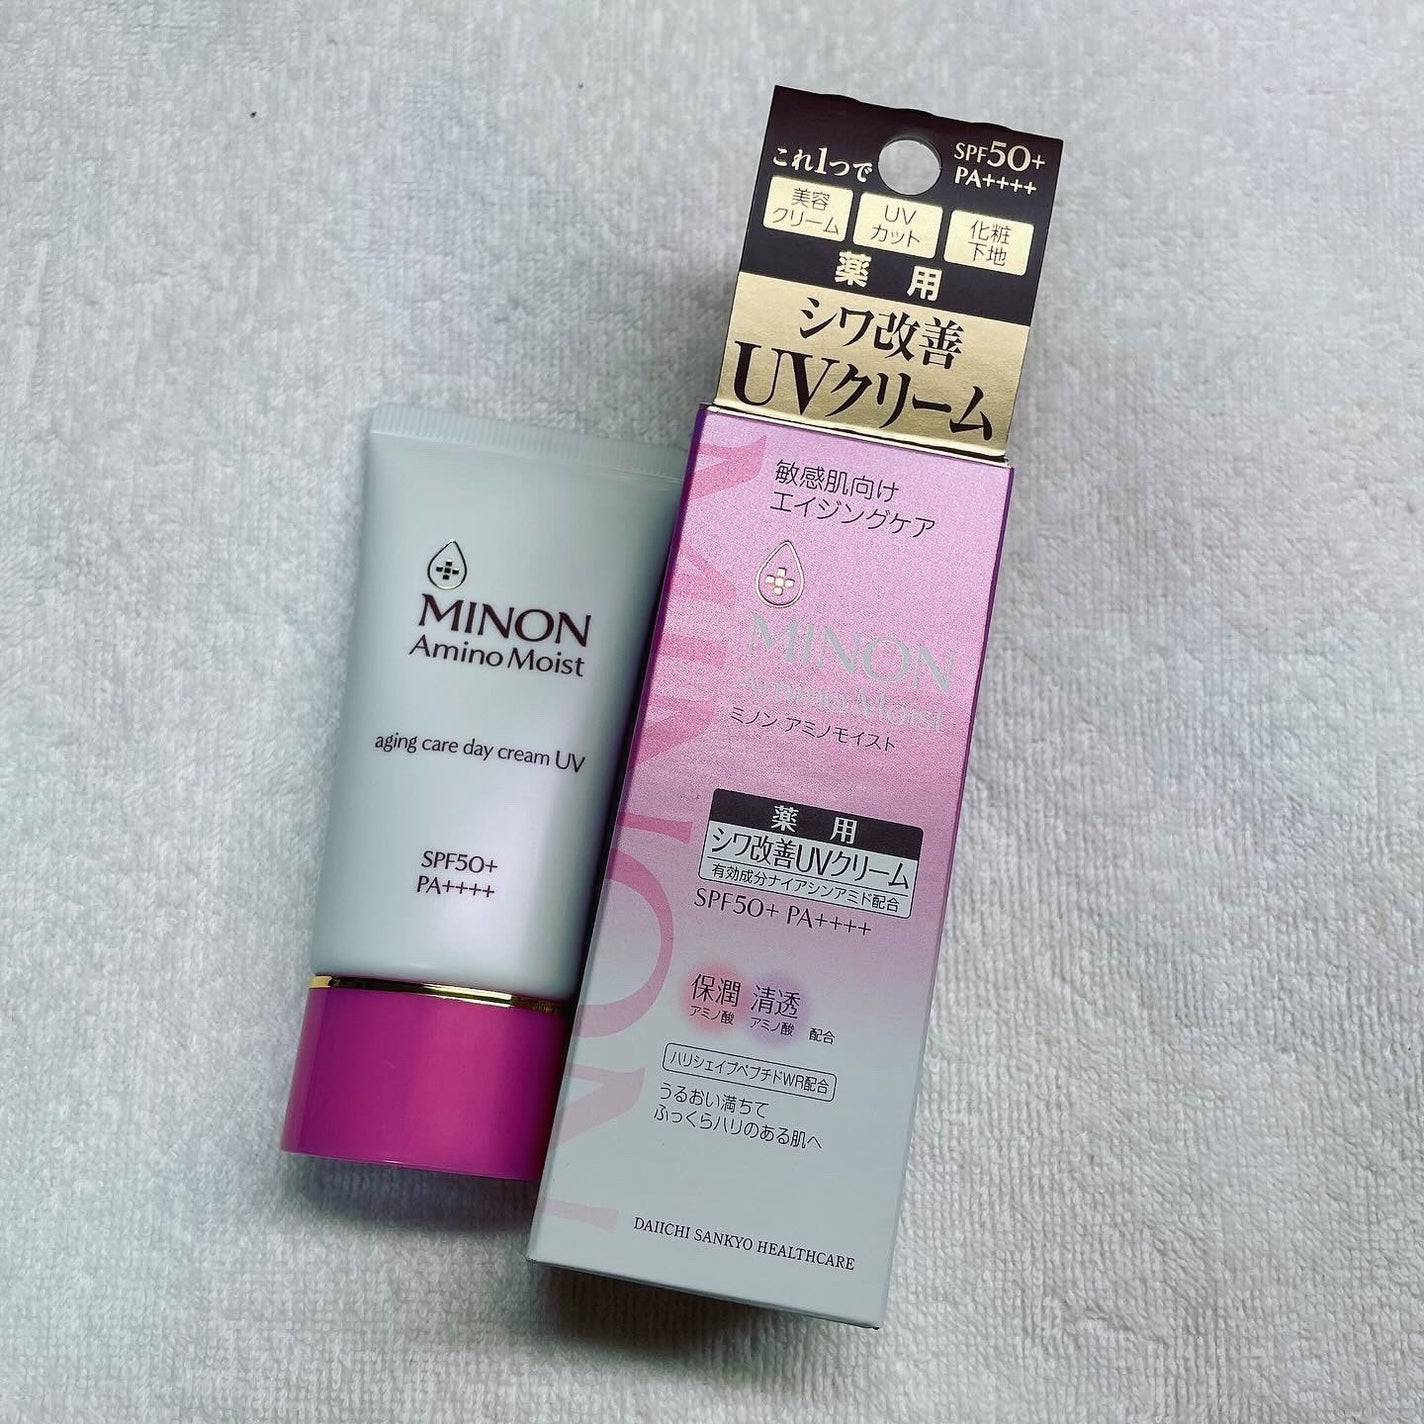 MINON
Amino Moist
aging care day cream UV
SPF50+
PA++++
これ1つで
SPF50+
PA++++
美容
クリーム
UV
カット
化粧
下地
薬用
シワ改善
UVクリーム
敏感肌向け
エイジングケア
MINON
MINON
Amino Moist
ミノン アミノモイスト
薬用
シワ改善UVクリーム
有効成分ナイアシンアミド配合
SPF50+ PA++++
保潤 清透
アミノ酸 アミノ酸 配合
ハリシェイプペプチドWR配合
うるおい満ちて
ふっくらハリのある肌へ
DAIICHI SANKYO HEALTHCARE